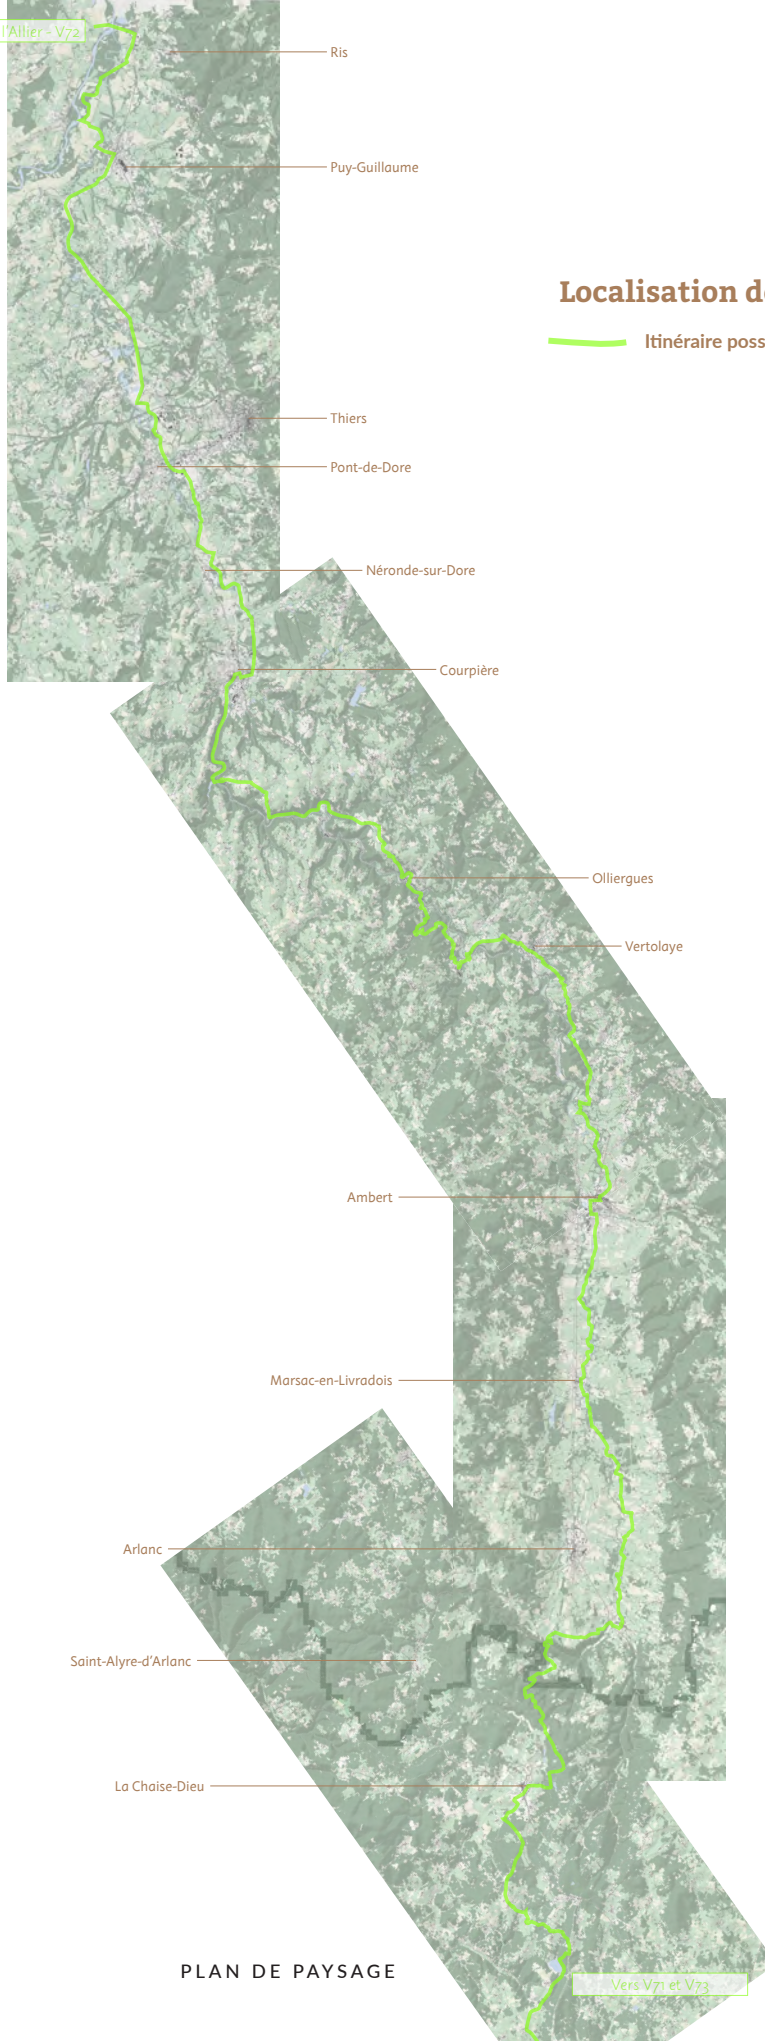 l'Allier - V72
Ris
Puy-Guillaume
Localisation d
Itinéraire poss
Thiers
Pont-de-Dore
Néronde-sur-Dore
Courpière
Olliergues
Vertolaye
Ambert
Marsac-en-Livradois
Arlanc
Saint-Alyre-d'Arlanc
La Chaise-Dieu
PLAN DE PAYSAGE
Vers V71 et V73